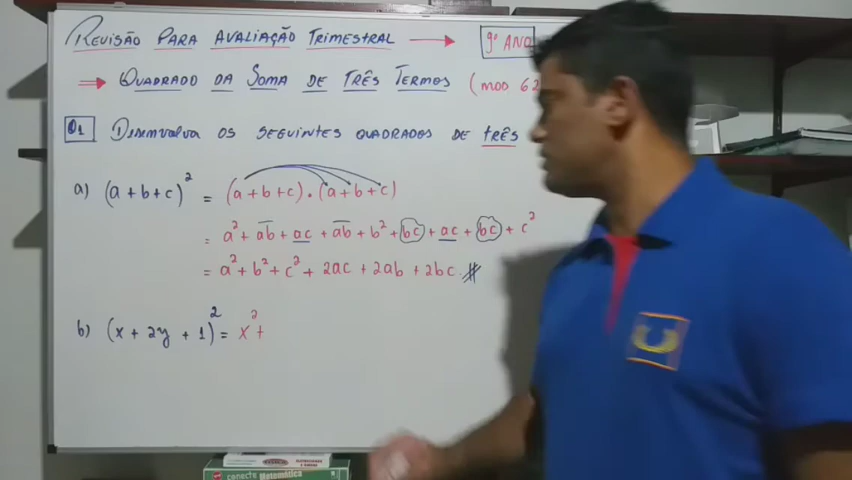 REVISÃO PARA AVALIAÇÃO TRIMESTRAL → 9º ANO
⇒ QUADRADO DA SOMA DE TRÊS TERMOS (MOD 62
01 DESENVOLVA OS SEGUINTES QUADRADOS DE TRÊS
a) (a+b+c)² = (a+b+c)·(a+b+c)
= a² + ab + ac + ab + b² + bc + ac + bc + c²
= a² + b² + c² + 2ac + 2ab + 2bc #
b) (x + 2y + 1)² = x² +
conecte Matemática